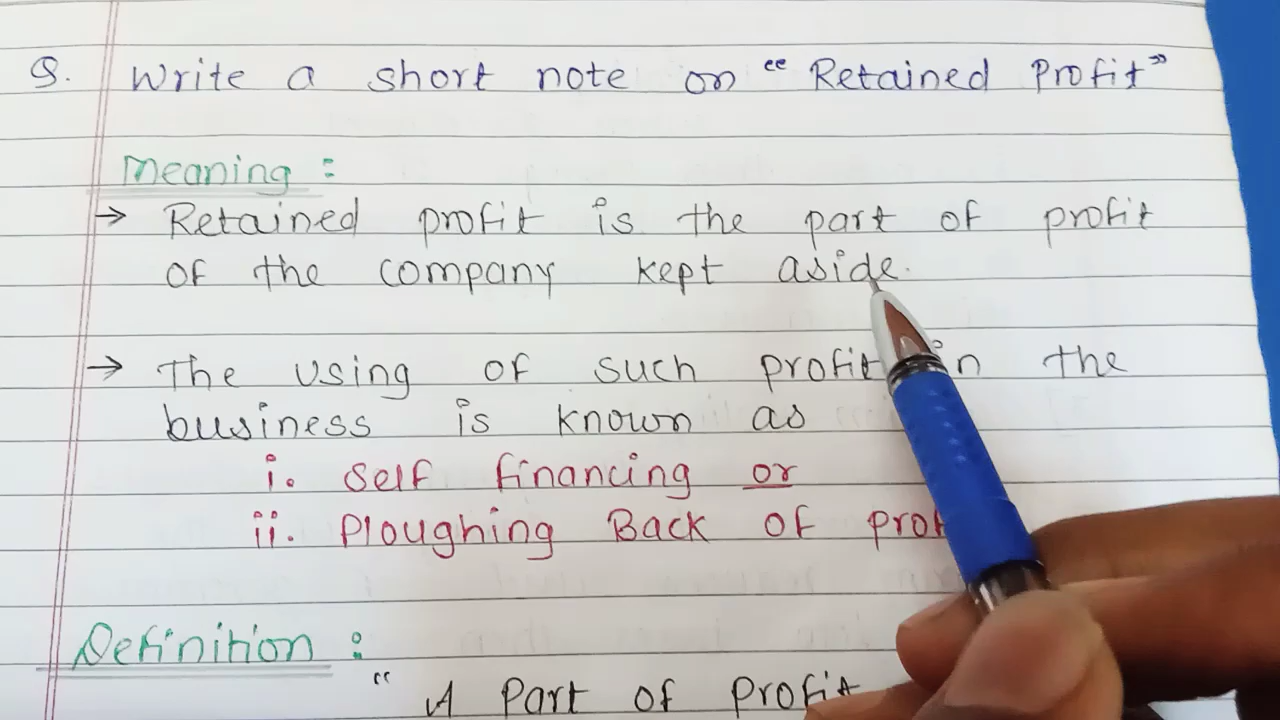 Q. Write a short note on "Retained Profit"
Meaning :
→ Retained profit is the part of profit
of the company kept aside.
→ The using of such profit in the
business is known as
i. Self financing or
ii. Ploughing Back of
Definition :
" A Part of Profit